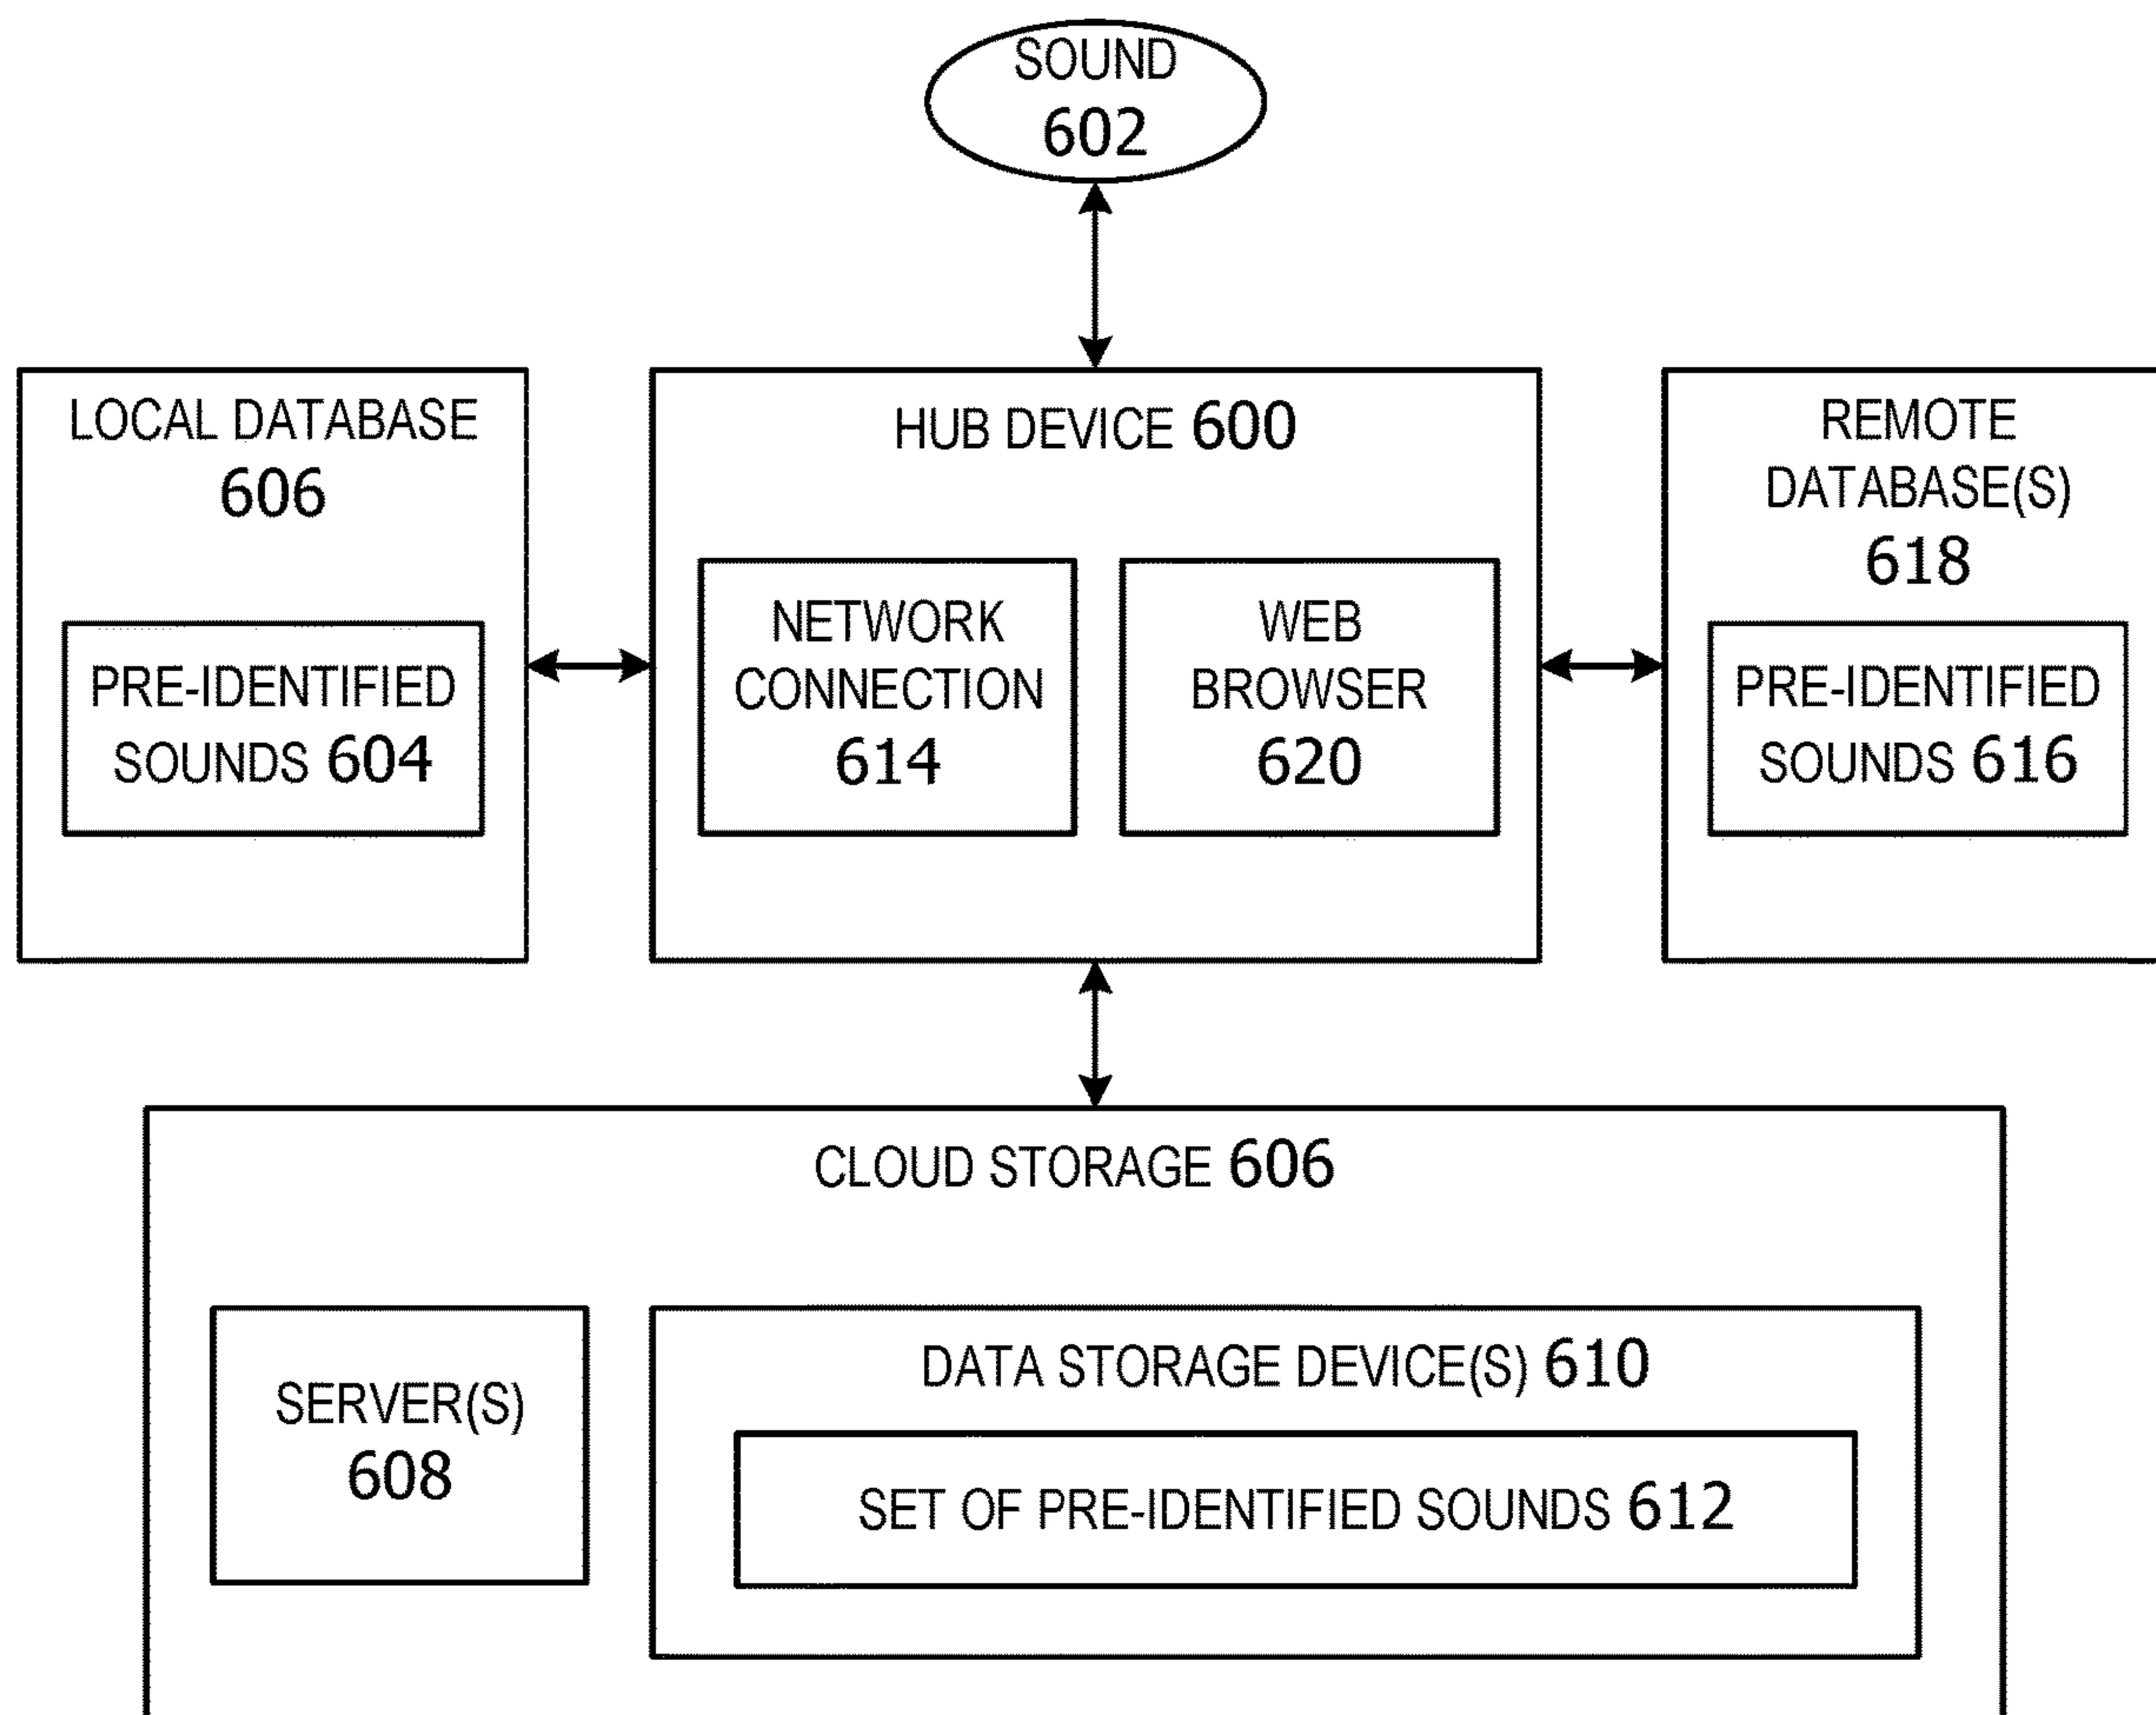 SOUND
602
LOCAL DATABASE
606
PRE-IDENTIFIED
SOUNDS 604
HUB DEVICE 600
NETWORK
CONNECTION
614
WEB
BROWSER
620
REMOTE
DATABASE(S)
618
PRE-IDENTIFIED
SOUNDS 616
CLOUD STORAGE 606
SERVER(S)
608
DATA STORAGE DEVICE(S) 610
SET OF PRE-IDENTIFIED SOUNDS 612